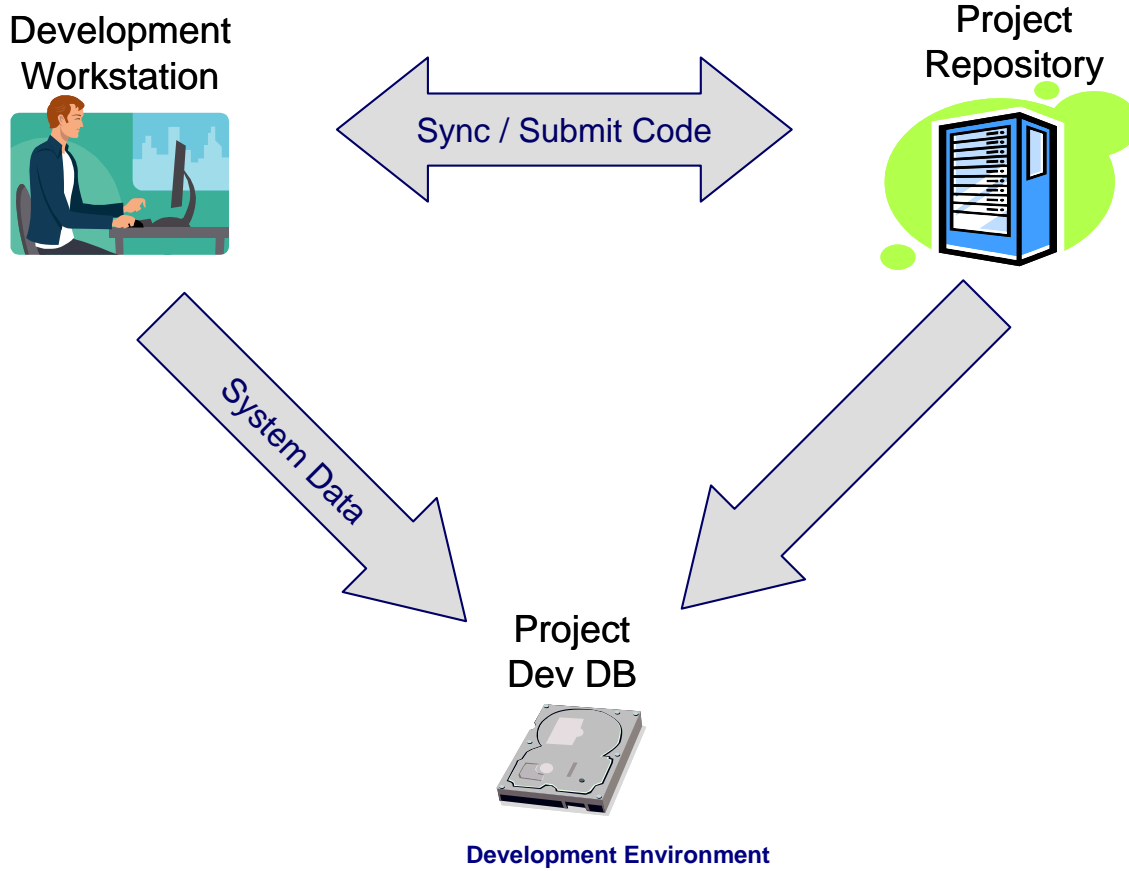 Development
Workstation
Project
Repository
Sync / Submit Code
System Data
Project
Dev DB
Development Environment